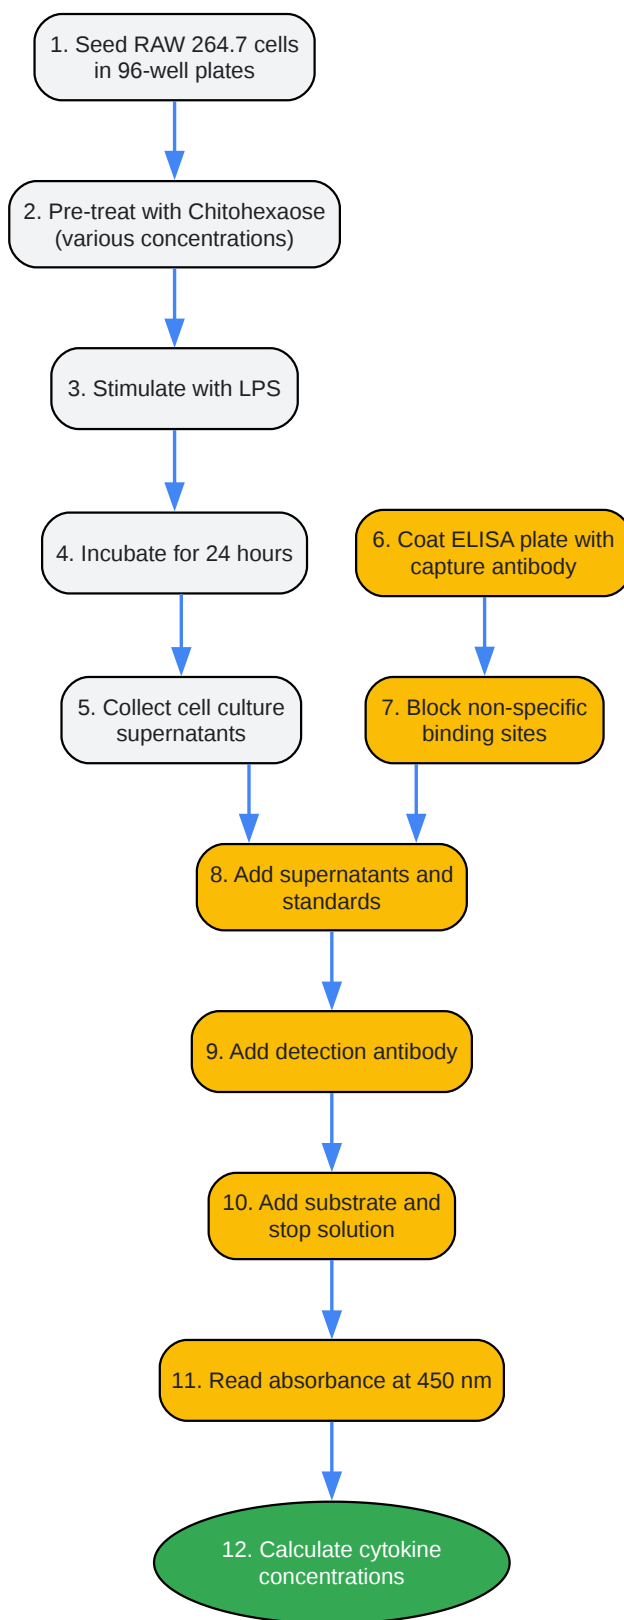 1. Seed RAW 264.7 cells
in 96-well plates
2. Pre-treat with Chitohexaose
(various concentrations)
3. Stimulate with LPS
4. Incubate for 24 hours
5. Collect cell culture
supernatants
6. Coat ELISA plate with
capture antibody
7. Block non-specific
binding sites
8. Add supernatants and
standards
9. Add detection antibody
10. Add substrate and
stop solution
11. Read absorbance at 450 nm
12. Calculate cytokine
concentrations